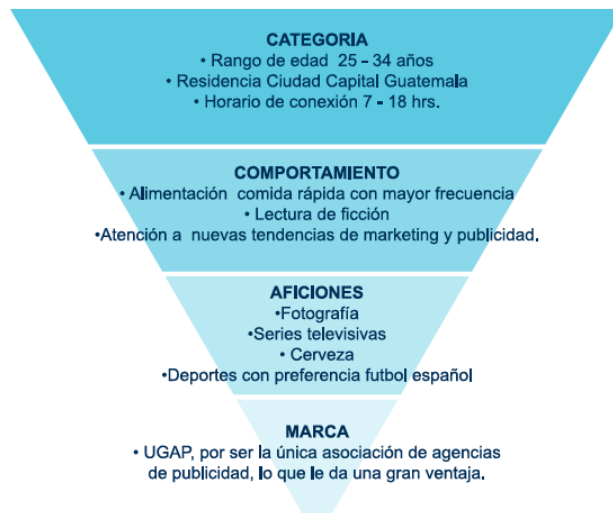 CATEGORIA
• Rango de edad 25 – 34 años
• Residencia Ciudad Capital Guatemala
• Horario de conexión 7 - 18 hrs.
COMPORTAMIENTO
• Alimentación comida rápida con mayor frecuencia
• Lectura de ficción
•Atención a nuevas tendencias de marketing y publicidad.
AFICIONES
•Fotografía
•Series televisivas
• Cerveza
•Deportes con preferencia futbol español
MARCA
• UGAP, por ser la única asociación de agencias
de publicidad, lo que le da una gran ventaja.